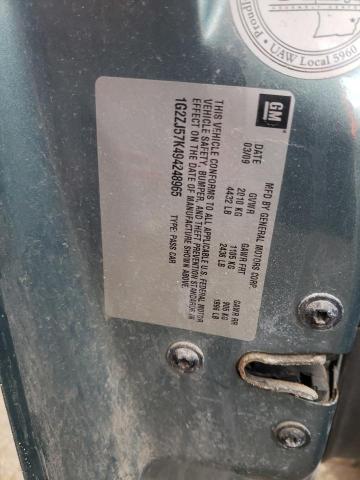 Proudly
UAW Local 5960
GM
MFD BY GENERAL MOTORS CORP
DATE GVWR GAWR FRT GAWR RR
03/09 2010 KG 1105 KG 905 KG
4432 LB 2436 LB 1996 LB
THIS VEHICLE CONFORMS TO ALL APPLICABLE U.S. FEDERAL MOTOR
VEHICLE SAFETY, BUMPER, AND THEFT PREVENTION STANDARDS IN
EFFECT ON THE DATE OF MANUFACTURE SHOWN ABOVE.
1G2ZJ57K494248965 TYPE: PASS CAR